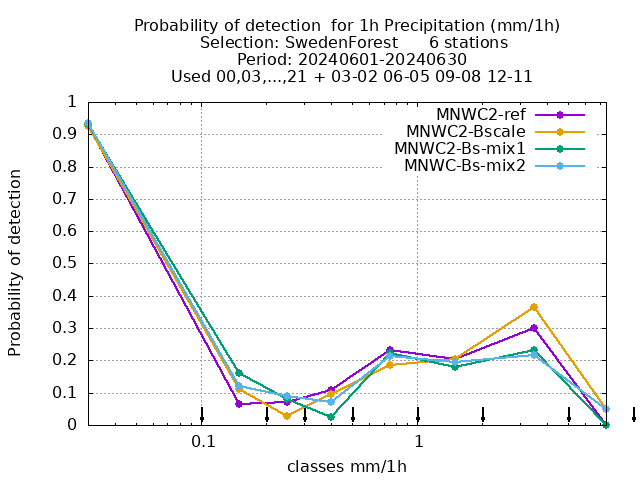 Probability of detection  for 1h Precipitation (mm/1h)
Selection: SwedenForest      6 stations
Period: 20240601-20240630
Used 00,03,...,21 + 03-02 06-05 09-08 12-11
MNWC2-ref
MNWC2-Bscale
MNWC2-Bs-mix1
MNWC-Bs-mix2
Probability of detection
1
0.9
0.8
0.7
0.6
0.5
0.4
0.3
0.2
0.1
0
0.1
1
classes mm/1h